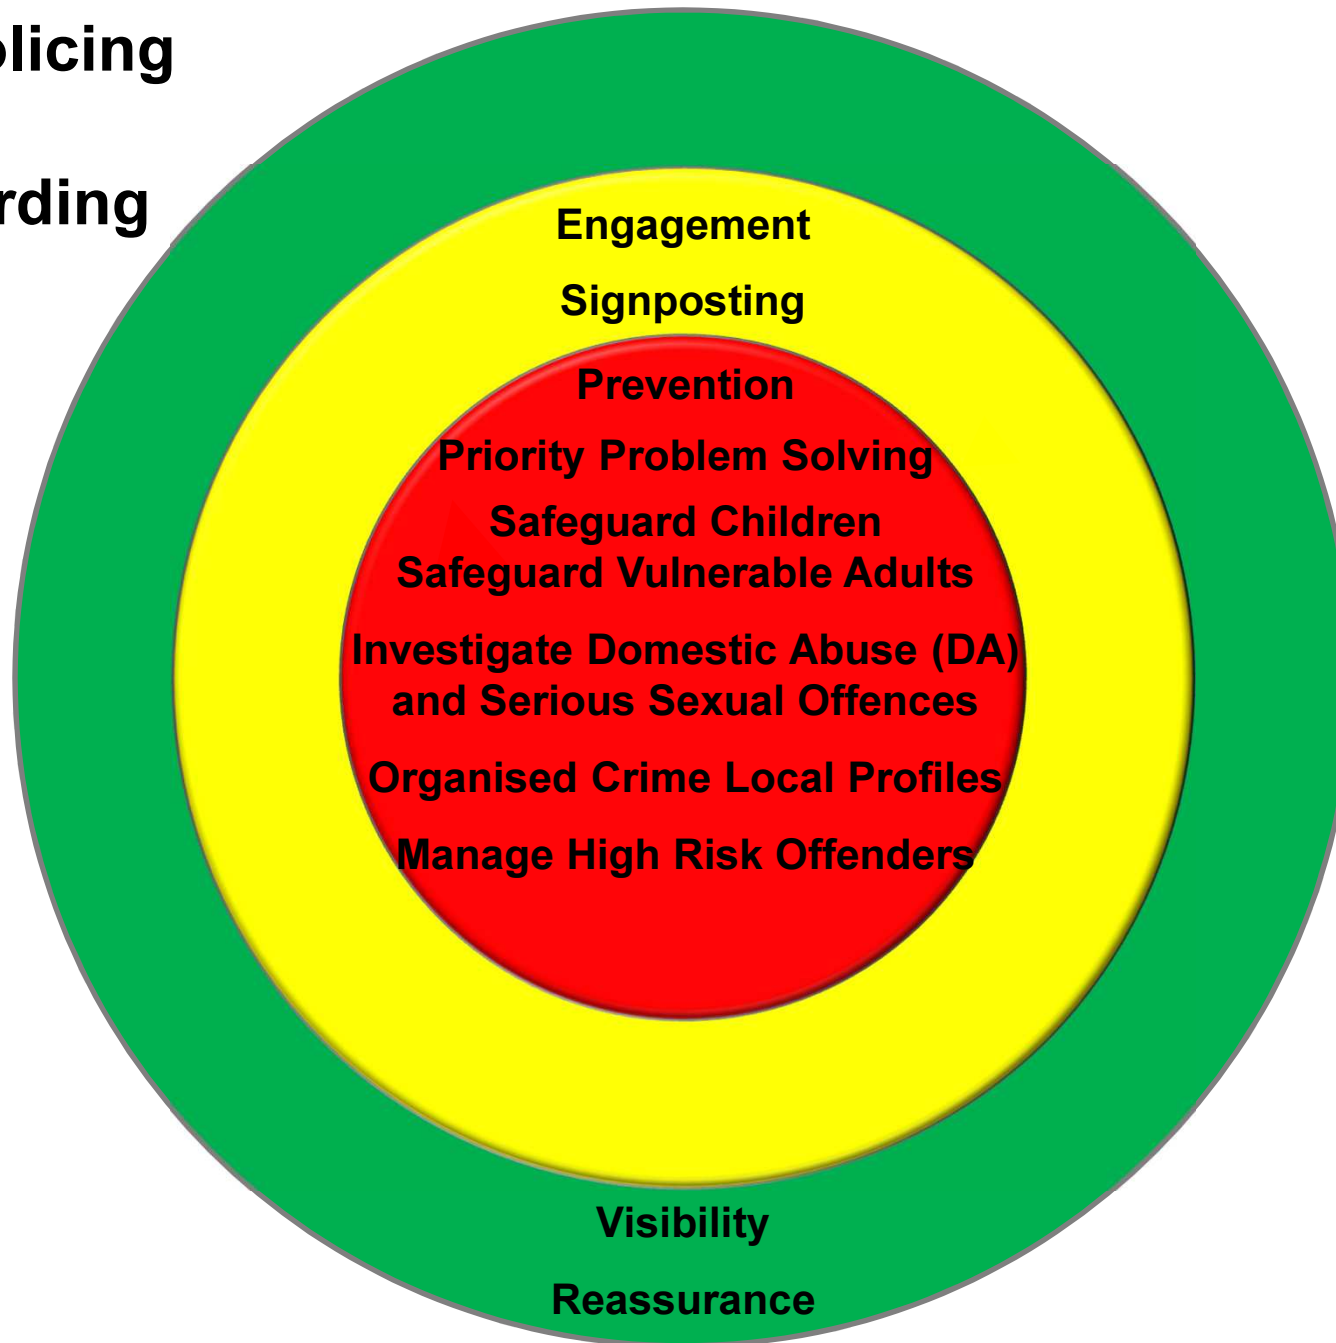 olicing
rding
Engagement
Signposting
Prevention
Priority Problem Solving
Safeguard Children
Safeguard Vulnerable Adults
Investigate Domestic Abuse (DA)
and Serious Sexual Offences
Organised Crime Local Profiles
Manage High Risk Offenders
Visibility
Reassurance